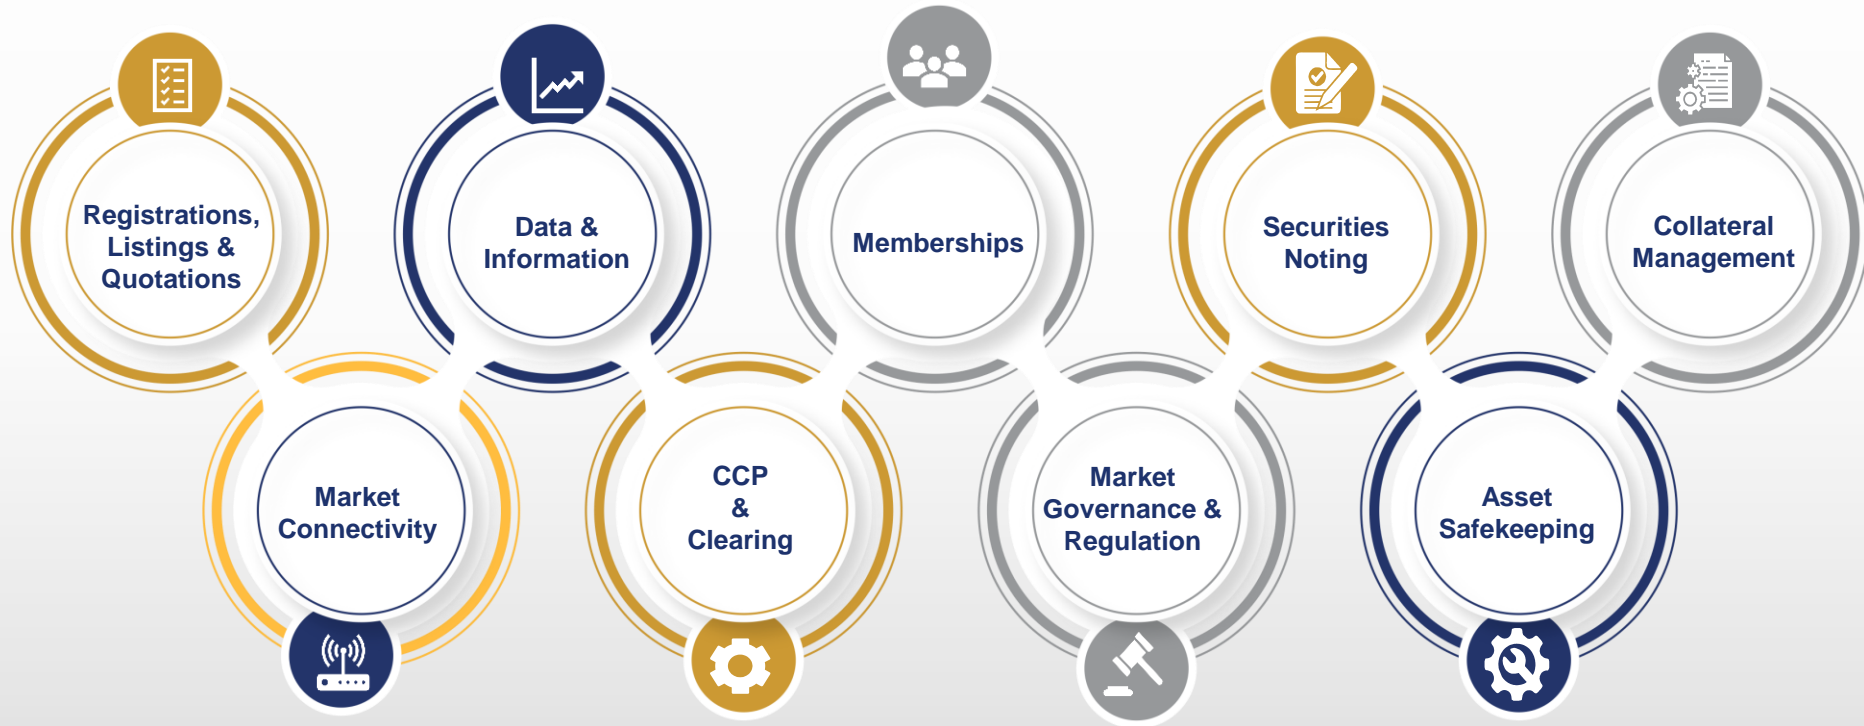 Registrations,
Listings &
Quotations
Data &
Information
Memberships
Securities
Noting
Collateral
Management
Market
Connectivity
CCP
&
Clearing
Market
Governance &
Regulation
Asset
Safekeeping